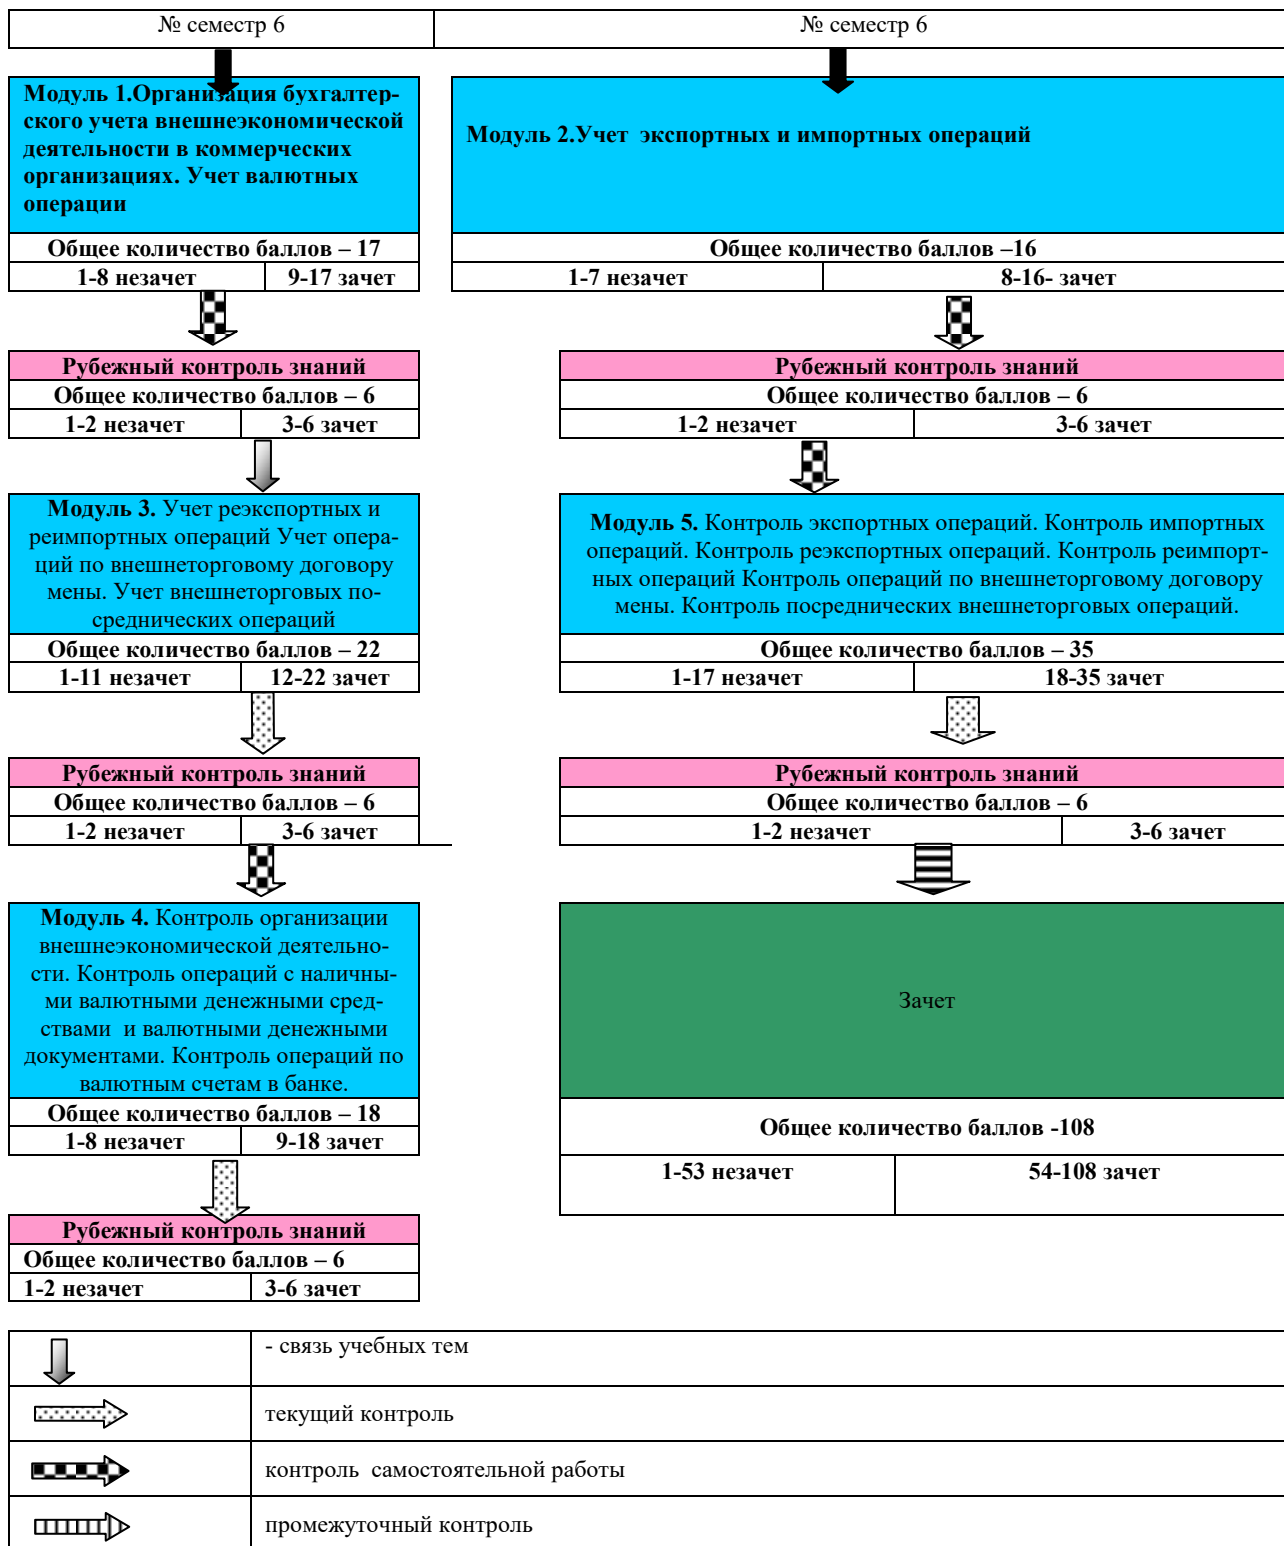 № семестр 6
№ семестр 6
Модуль 1.Организация бухгалтер-
ского учета внешнеэкономической
деятельности в коммерческих
организациях. Учет валютных
операции
Общее количество баллов – 17
1-8 незачет
9-17 зачет
Модуль 2.Учет  экспортных и импортных операций
Общее количество баллов –16
1-7 незачет
8-16- зачет
Рубежный контроль знаний
Общее количество баллов – 6
1-2 незачет
3-6 зачет
Рубежный контроль знаний
Общее количество баллов – 6
1-2 незачет
3-6 зачет
Модуль 3. Учет реэкспортных и
реимпортных операций Учет опера-
ций по внешнеторговому договору
мены. Учет внешнеторговых по-
среднических операций
Общее количество баллов – 22
1-11 незачет
12-22 зачет
Модуль 5. Контроль экспортных операций. Контроль импортных
операций. Контроль реэкспортных операций. Контроль реимпорт-
ных операций Контроль операций по внешнеторговому договору
мены. Контроль посреднических внешнеторговых операций.
Общее количество баллов – 35
1-17 незачет
18-35 зачет
Рубежный контроль знаний
Общее количество баллов – 6
1-2 незачет
3-6 зачет
Рубежный контроль знаний
Общее количество баллов – 6
1-2 незачет
3-6 зачет
Модуль 4. Контроль организации
внешнеэкономической деятельно-
сти. Контроль операций с наличны-
ми валютными денежными сред-
ствами  и валютными денежными
документами. Контроль операций по
валютным счетам в банке.
Общее количество баллов – 18
1-8 незачет
9-18 зачет
Зачет
Общее количество баллов -108
1-53 незачет
54-108 зачет
Рубежный контроль знаний
Общее количество баллов – 6
1-2 незачет
3-6 зачет
- связь учебных тем
текущий контроль
контроль  самостоятельной работы
промежуточный контроль